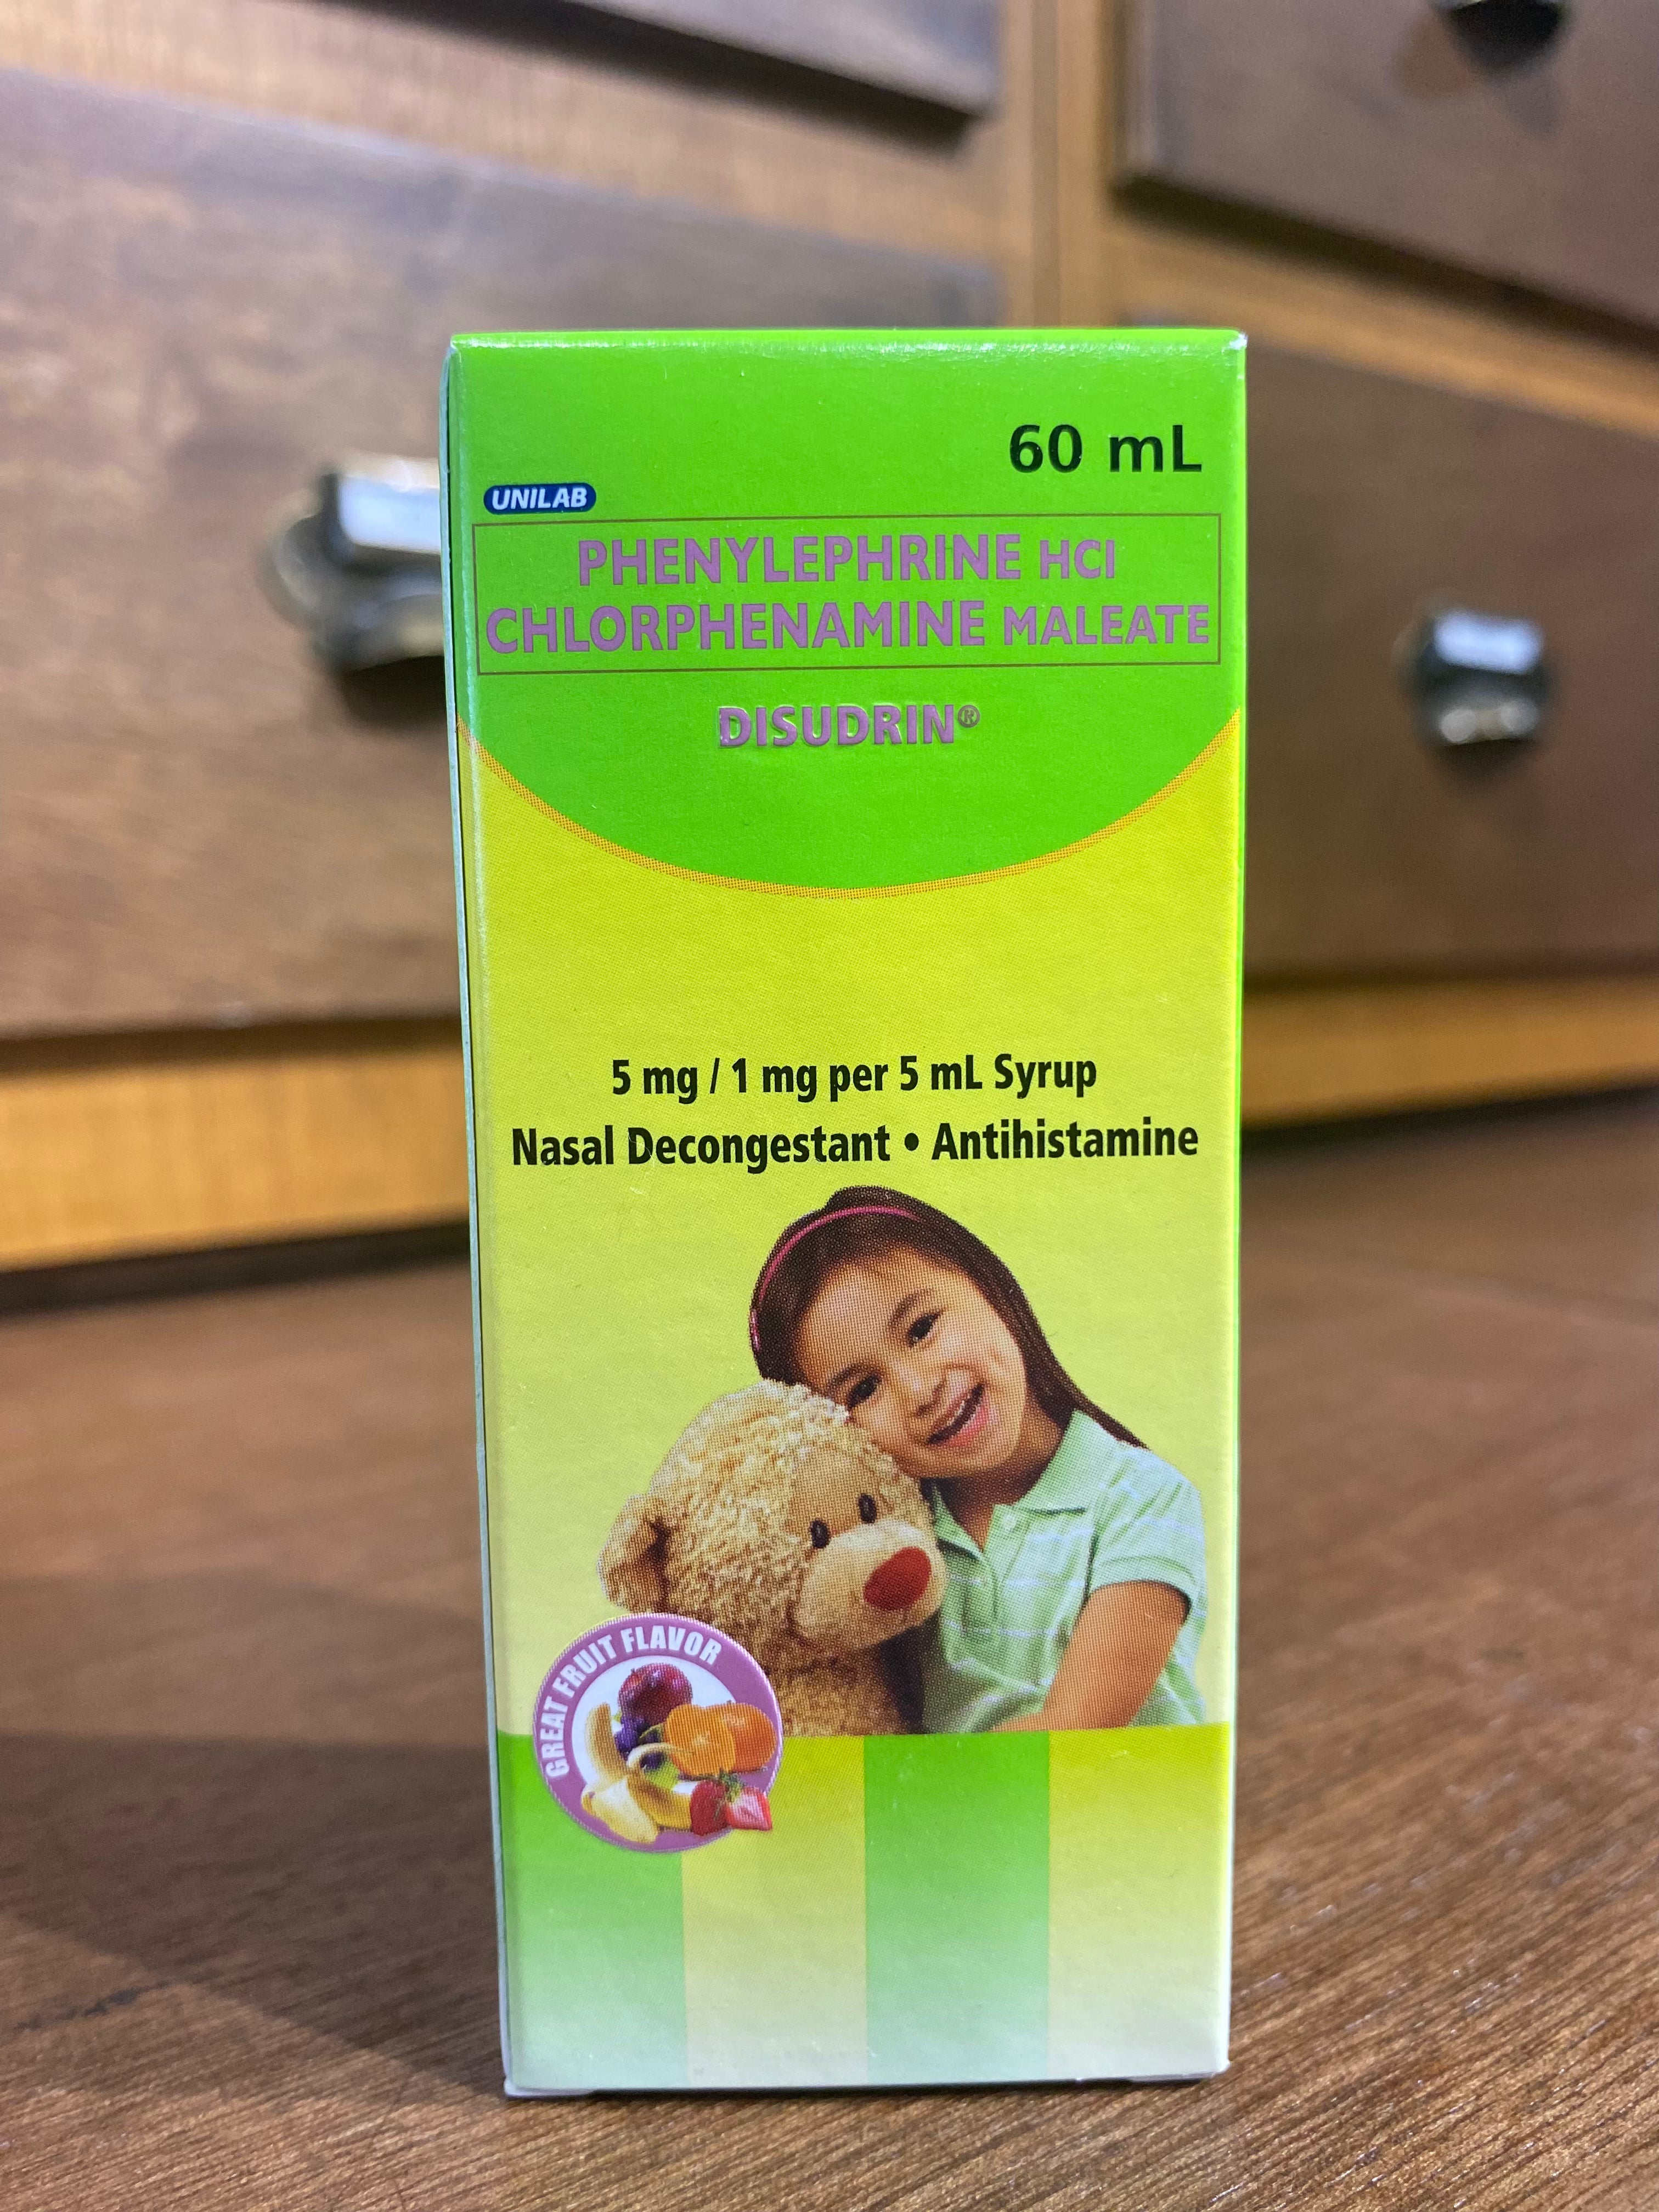 60 mL
UNILAB
PHENYLEPHRINE HCl
CHLORPHENAMINE MALEATE
DISUDRIN®
5 mg / 1 mg per 5 mL Syrup
Nasal Decongestant • Antihistamine
GREAT FRUIT FLAVOR